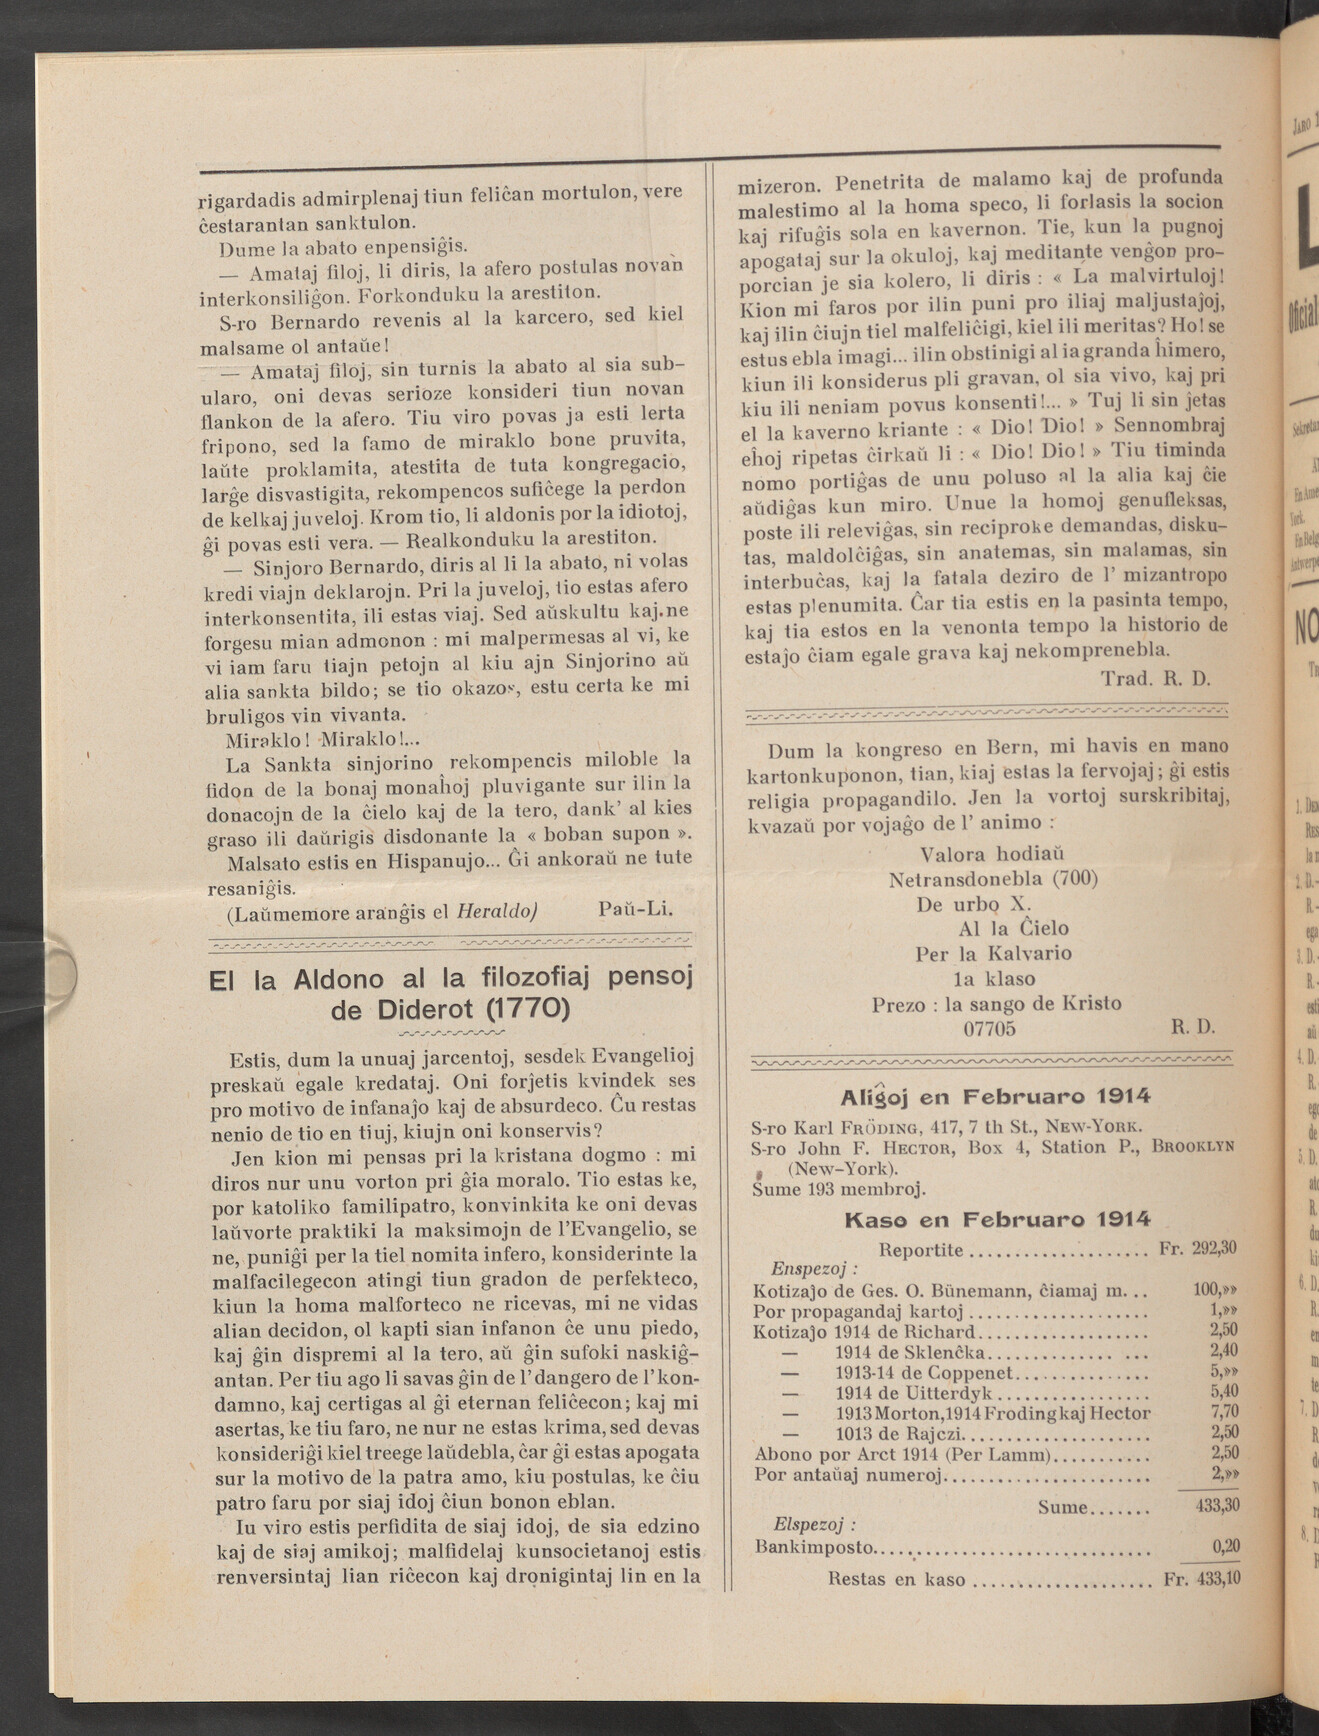 rigardadis admirplenaj tiun feliĉan mortulon, vere
ĉestarantan sanktulon.
Dume la abato enpensiĝis.
— Amataj filoj, li diris, la afero postulas novan
interkonsiliĝon. Forkonduku la arestiton.
S-ro Bernardo revenis al la karcero, sed kiel
malsame ol antaŭe!
— Amataj filoj, sin turnis la abato al sia sub-
ularo, oni devas serioze konsideri tiun novan
flankon de la afero. Tiu viro povas ja esti lerta
fripono, sed la famo de miraklo bone pruvita,
laŭte proklamita, atestita de tuta kongregacio,
larĝe disvastigita, rekompencos sufiĉege la perdon
de kelkaj juveloj. Krom tio, li aldonis por la idiotoj,
ĝi povas esti vera. — Realkonduku la arestiton.
— Sinjoro Bernardo, diris al li la abato, ni volas
kredi viajn deklarojn. Pri la juveloj, tio estas afero
interkonsentita, ili estas viaj. Sed aŭskultu kaj ne
forgesu mian admonon : mi malpermesas al vi, ke
vi iam faru tiajn petojn al kiu ajn Sinjorino aŭ
alia sankta bildo; se tio okazos, estu certa ke mi
bruligos vin vivanta.
Miraklo! Miraklo!...
La Sankta sinjorino rekompencis miloble la
fidon de la bonaj monaĥoj pluvigante sur ilin la
donacojn de la ĉielo kaj de la tero, dank' al kies
graso ili daŭrigis disdonante la « boban supon ».
Malsato estis en Hispanujo... Ĝi ankoraŭ ne tute
resaniĝis.
(Laŭmemore aranĝis el Heraldo) Paŭ-Li.
El la Aldono al la filozofiaj pensoj
de Diderot (1770)
Estis, dum la unuaj jarcentoj, sesdek Evangelioj
preskaŭ egale kredataj. Oni forĵetis kvindek ses
pro motivo de infanaĵo kaj de absurdeco. Ĉu restas
nenio de tio en tiuj, kiujn oni konservis?
Jen kion mi pensas pri la kristana dogmo : mi
diros nur unu vorton pri ĝia moralo. Tio estas ke,
por katoliko familipatro, konvinkita ke oni devas
laŭvorte praktiki la maksimojn de l'Evangelio, se
ne, puniĝi per la tiel nomita infero, konsiderinte la
malfacilegecon atingi tiun gradon de perfekteco,
kiun la homa malforteco ne ricevas, mi ne vidas
alian decidon, ol kapti sian infanon ĉe unu piedo,
kaj ĝin dispremi al la tero, aŭ ĝin sufoki naskiĝ-
antan. Per tiu ago li savas ĝin de l'dangero de l'kon-
damno, kaj certigas al ĝi eternan feliĉecon; kaj mi
asertas, ke tiu faro, ne nur ne estas krima, sed devas
konsideriĝi kiel treege laŭdebla, ĉar ĝi estas apogata
sur la motivo de la patra amo, kiu postulas, ke ĉiu
patro faru por siaj idoj ĉiun bonon eblan.
Iu viro estis perfidita de siaj idoj, de sia edzino
kaj de siaj amikoj; malfidelaj kunsocietanoj estis
renversintaj lian riĉecon kaj dronigintaj lin en la
mizeron. Penetrita de malamo kaj de profunda
malestimo al la homa speco, li forlasis la socion
kaj rifuĝis sola en kavernon. Tie, kun la pugnoj
apogataj sur la okuloj, kaj meditante venĝon pro-
porcian je sia kolero, li diris : « La malvirtuloj!
Kion mi faros por ilin puni pro iliaj maljustaĵoj,
kaj ilin ĉiujn tiel malfeliĉigi, kiel ili meritas? Ho! se
estus ebla imagi... ilin obstinigi al ia granda ĥimero,
kiun ili konsiderus pli gravan, ol sia vivo, kaj pri
kiu ili neniam povus konsenti!... » Tuj li sin ĵetas
el la kaverno kriante : « Dio! Dio! » Sennombraj
eĥoj ripetas ĉirkaŭ li : « Dio! Dio! » Tiu timinda
nomo portiĝas de unu poluso al la alia kaj ĉie
aŭdiĝas kun miro. Unue la homoj genufleksas,
poste ili releviĝas, sin reciproke demandas, disku-
tas, maldolĉiĝas, sin anatemas, sin malamas, sin
interbuĉas, kaj la fatala deziro de l' mizantropo
estas plenumita. Ĉar tia estis en la pasinta tempo,
kaj tia estos en la venonta tempo la historio de
estaĵo ĉiam egale grava kaj nekomprenebla.
Trad. R. D.
Dum la kongreso en Bern, mi havis en mano
kartonkuponon, tian, kiaj estas la fervojaj; ĝi estis
religia propagandilo. Jen la vortoj surskribitaj,
kvazaŭ por vojaĝo de l' animo :
Valora hodiaŭ
Netransdonebla (700)
De urbo X.
Al la Ĉielo
Per la Kalvario
1a klaso
Prezo : la sango de Kristo
07705 R. D.
Aliĝoj en Februaro 1914
S-ro Karl FRÖDING, 417, 7 th St., NEW-YORK.
S-ro John F. HECTOR, Box 4, Station P., BROOKLYN
(New-York).
Sume 193 membroj.
Kaso en Februaro 1914
Reportite .................... Fr. 292,30
Enspezoj :
Kotizaĵo de Ges. O. Bünemann, ĉiamaj m... 100,»»
Por propagandaj kartoj .................... 1,»»
Kotizaĵo 1914 de Richard................... 2,50
— 1914 de Sklenĉka.............. ... 2,40
— 1913-14 de Coppenet............... 5,»»
— 1914 de Uitterdyk ................. 5,40
— 1913 Morton, 1914 Froding kaj Hector 7,70
— 1013 de Rajczi..................... 2,50
Abono por Arct 1914 (Per Lamm)........... 2,50
Por antaŭaj numeroj....................... 2,»»
Sume....... 433,30
Elspezoj :
Bankimposto.............................. 0,20
Restas en kaso .................... Fr. 433,10
JARO 1
L
Oficial
NO